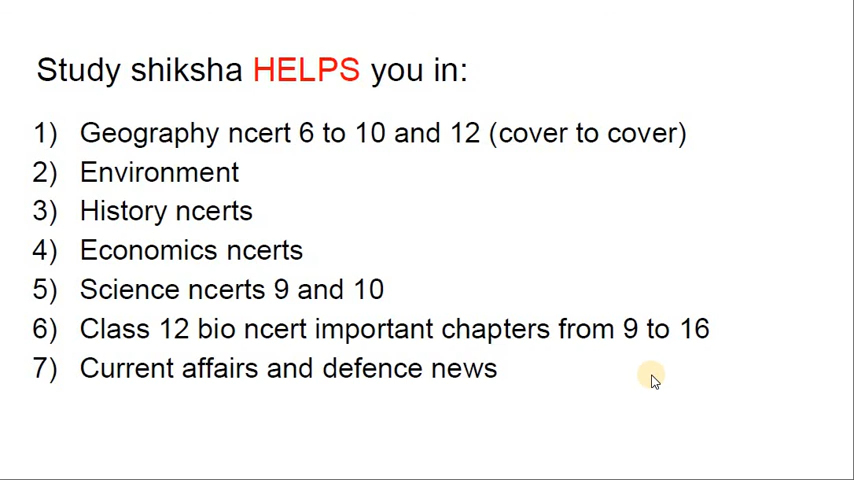 Study shiksha HELPS you in:
1) Geography ncert 6 to 10 and 12 (cover to cover)
2) Environment
3) History ncerts
4) Economics ncerts
5) Science ncerts 9 and 10
6) Class 12 bio ncert important chapters from 9 to 16
7) Current affairs and defence news